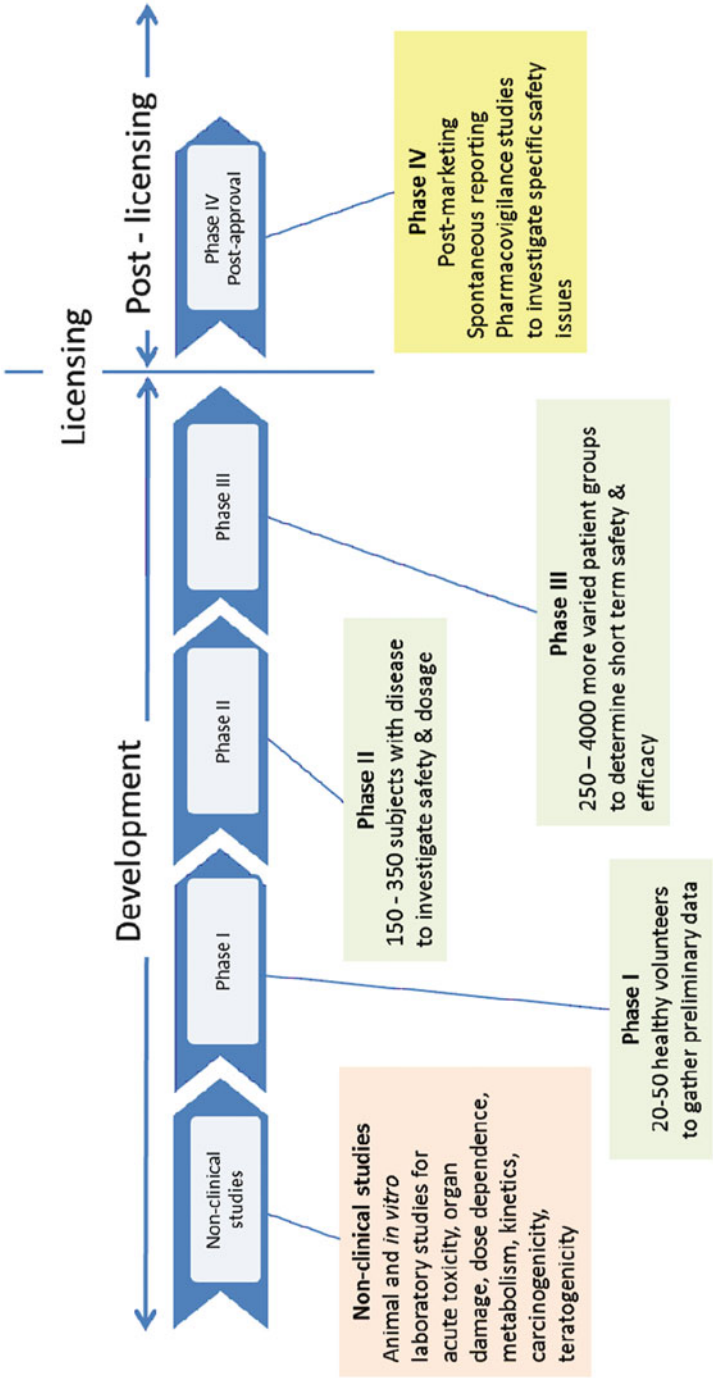 Licensing
Development
Post - licensing
Non-clinical
studies
Phase I
Phase II
Phase III
Phase IV
Post-approval
Non-clinical studies
Animal and in vitro
laboratory studies for
acute toxicity, organ
damage, dose dependence,
metabolism, kinetics,
carcinogenicity,
teratogenicity
Phase I
20-50 healthy volunteers
to gather preliminary data
Phase II
150 - 350 subjects with disease
to investigate safety & dosage
Phase III
250 – 4000 more varied patient groups
to determine short term safety &
efficacy
Phase IV
Post-marketing
Spontaneous reporting
Pharmacovigilance studies
to investigate specific safety
issues